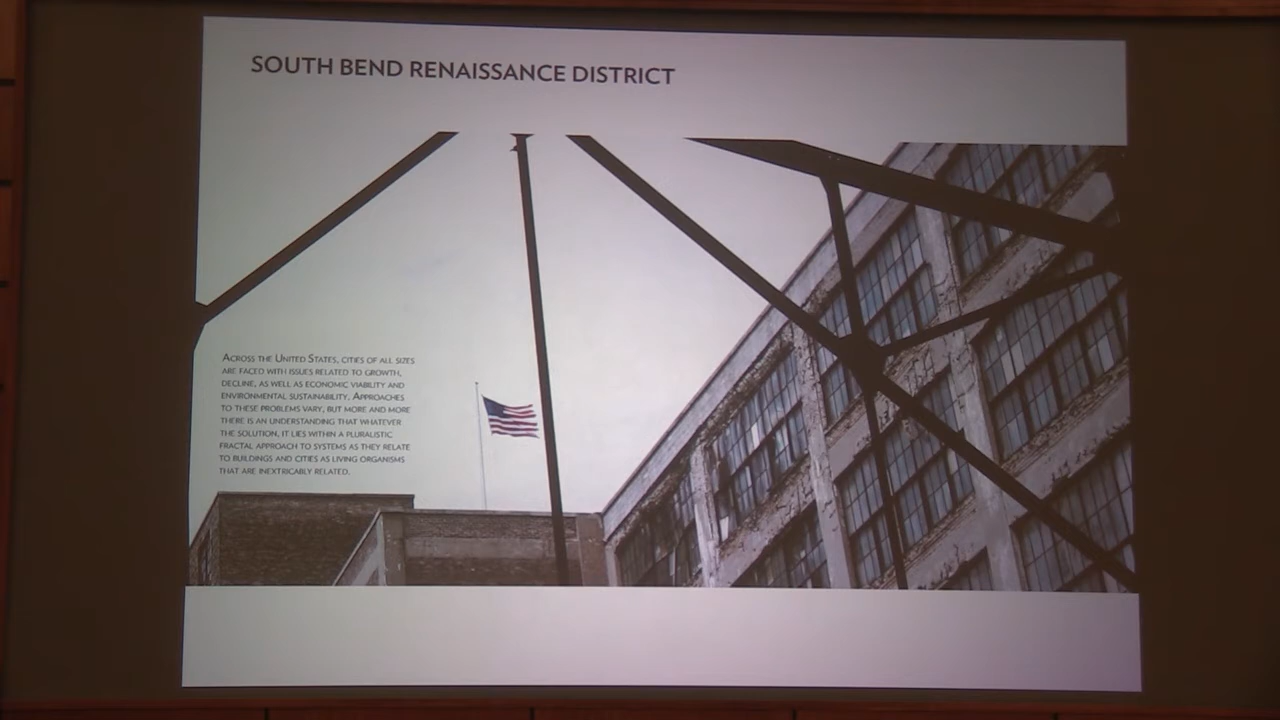 SOUTH BEND RENAISSANCE DISTRICT
ACROSS THE UNITED STATES, CITIES OF ALL SIZES
ARE FACED WITH ISSUES RELATED TO GROWTH,
DECLINE, AS WELL AS ECONOMIC VIABILITY AND
ENVIRONMENTAL SUSTAINABILITY. APPROACHES
TO THESE PROBLEMS VARY, BUT MORE AND MORE
THERE IS AN UNDERSTANDING THAT WHATEVER
THE SOLUTION, IT LIES WITHIN A PLURALISTIC
FRACTAL APPROACH TO SYSTEMS AS THEY RELATE
TO BUILDINGS AND CITIES AS LIVING ORGANISMS
THAT ARE INEXTRICABLY RELATED.